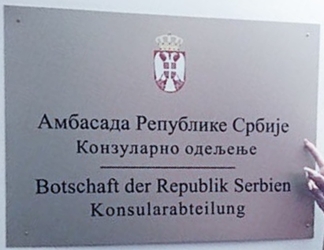 Амбасада Републике Србије
Конзуларно одељење
Botschaft der Republik Serbien
Konsularabteilung